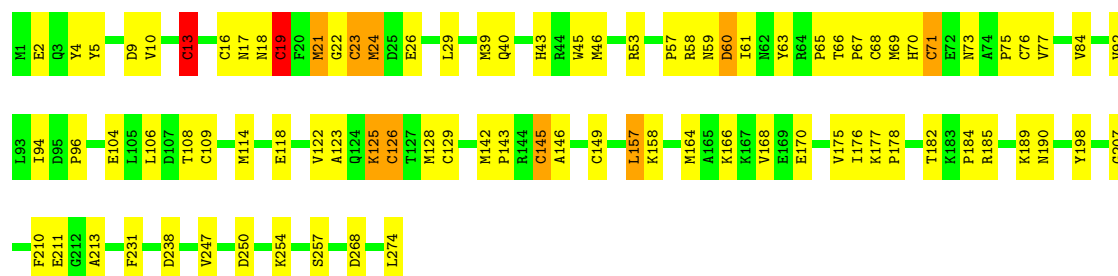 M1 E2 Q3 Y4 Y5 D9 V10 C13 C16 N17 N18 C19 F20 M21 G22 C23 M24 D25 E26 L29 M39 Q40 H43 R44 W45 M46 R53 P57 R58 N59 D60 I61 N62 Y63 R64 P65 T66 P67 C68 M69 H70 C71 E72 N73 A74 P75 C76 V77 V84
L93 I94 D95 P96 E104 L105 L106 D107 T108 C109 M114 E118 V122 A123 Q124 K125 C126 T127 M128 C129 M142 P143 R144 C145 A146 C149 L157 K158 M164 A165 K166 K167 V168 E169 E170 V175 I176 K177 P178 T182 K183 P184 R185 K189 N190 Y198
F210 E211 G212 A213 F231 D238 V247 D250 K254 S257 D268 L274